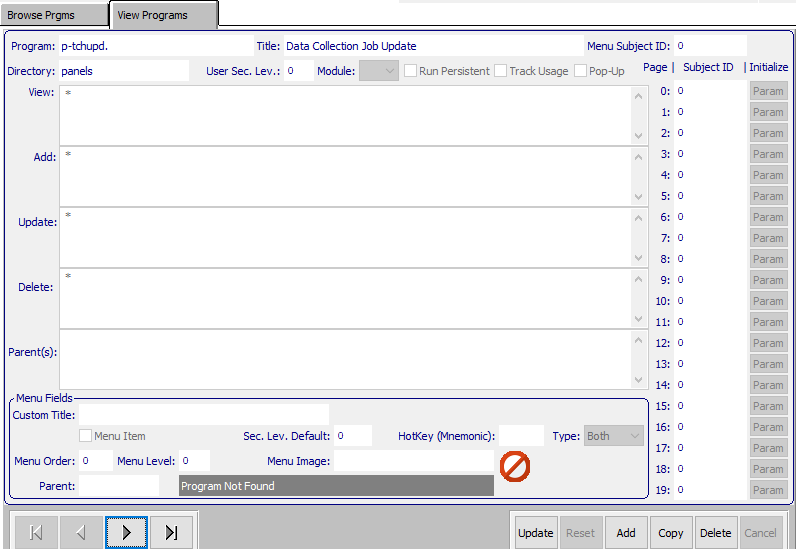 Browse Prgms View Programs
Program: p-tchupd. Title: Data Collection Job Update Menu Subject ID: 0
Directory: panels User Sec. Lev.: 0 Module: Run Persistent Track Usage Pop-Up Page | Subject ID | Initialize
View: * 0: 0 Param
1: 0 Param
2: 0 Param
Add: * 3: 0 Param
4: 0 Param
5: 0 Param
Update: * 6: 0 Param
7: 0 Param
8: 0 Param
Delete: * 9: 0 Param
10: 0 Param
11: 0 Param
Parent(s): 12: 0 Param
13: 0 Param
14: 0 Param
Menu Fields
Custom Title: 15: 0 Param
Menu Item Sec. Lev. Default: 0 HotKey (Mnemonic): Type: Both 16: 0 Param
Menu Order: 0 Menu Level: 0 Menu Image: 17: 0 Param
18: 0 Param
Parent: Program Not Found 19: 0 Param
Update Reset Add Copy Delete Cancel